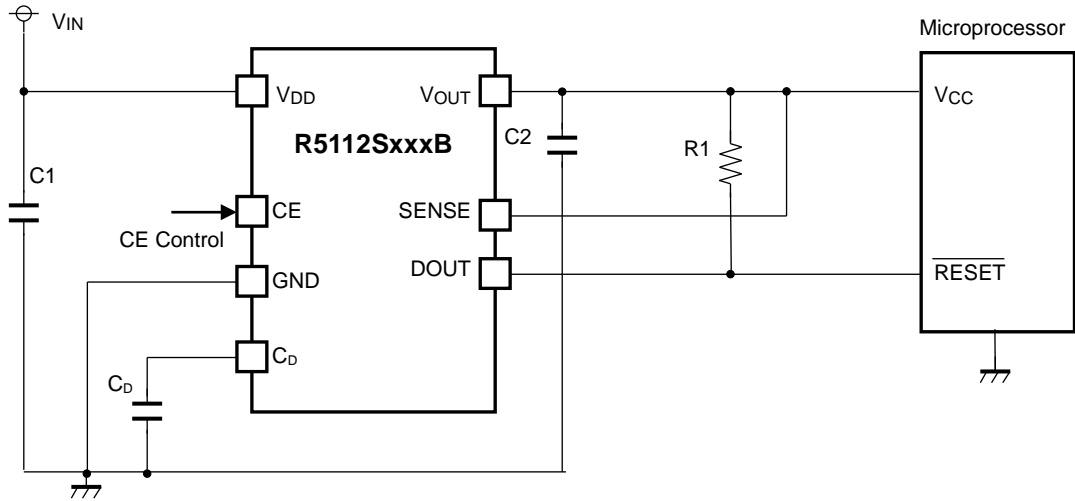 VIN
Microprocessor
VDD
VOUT
VCC
R5112SxxxB
C2
R1
C1
CE
SENSE
CE Control
DOUT
RESET
GND
CD
CD